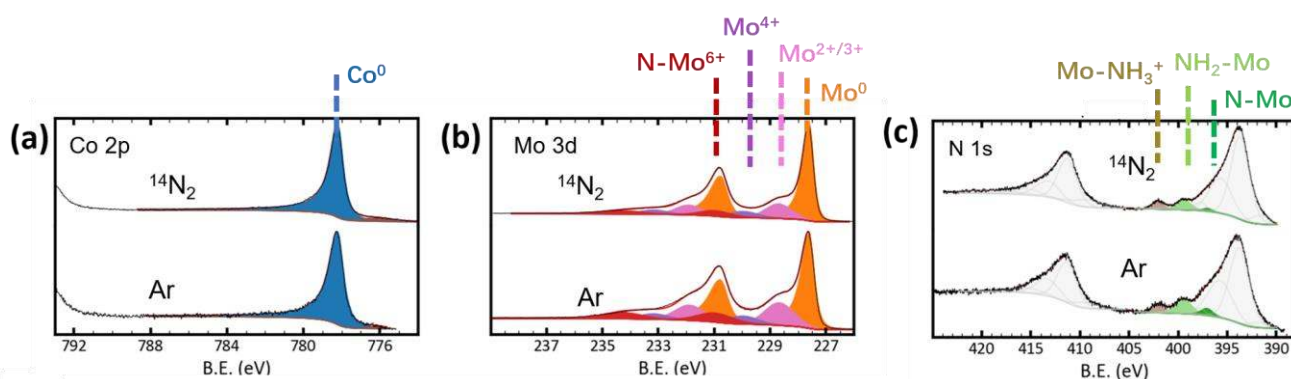 (a)
Co⁰
Co 2p
¹⁴N₂
Ar
792 788 784 780 776
B.E. (eV)
(b)
N-Mo⁶⁺
Mo⁴⁺
Mo²⁺/³⁺
Mo⁰
Mo 3d
¹⁴N₂
Ar
237 235 233 231 229 227
B.E. (eV)
(c)
Mo-NH₃⁺
NH₂-Mo
N-Mo
N 1s
¹⁴N₂
Ar
420 410 405 400 395 390
B.E. (eV)